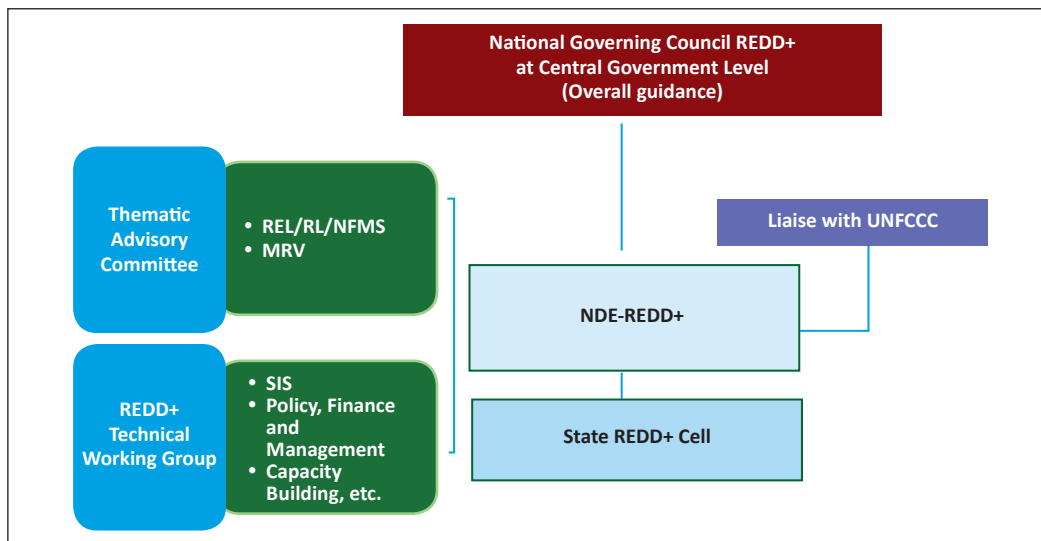 National Governing Council REDD+
at Central Government Level
(Overall guidance)
Thematic
Advisory
Committee
• REL/RL/NFMS
• MRV
Liaise with UNFCCC
NDE-REDD+
REDD+
Technical
Working Group
• SIS
• Policy, Finance
and
Management
• Capacity
Building, etc.
State REDD+ Cell